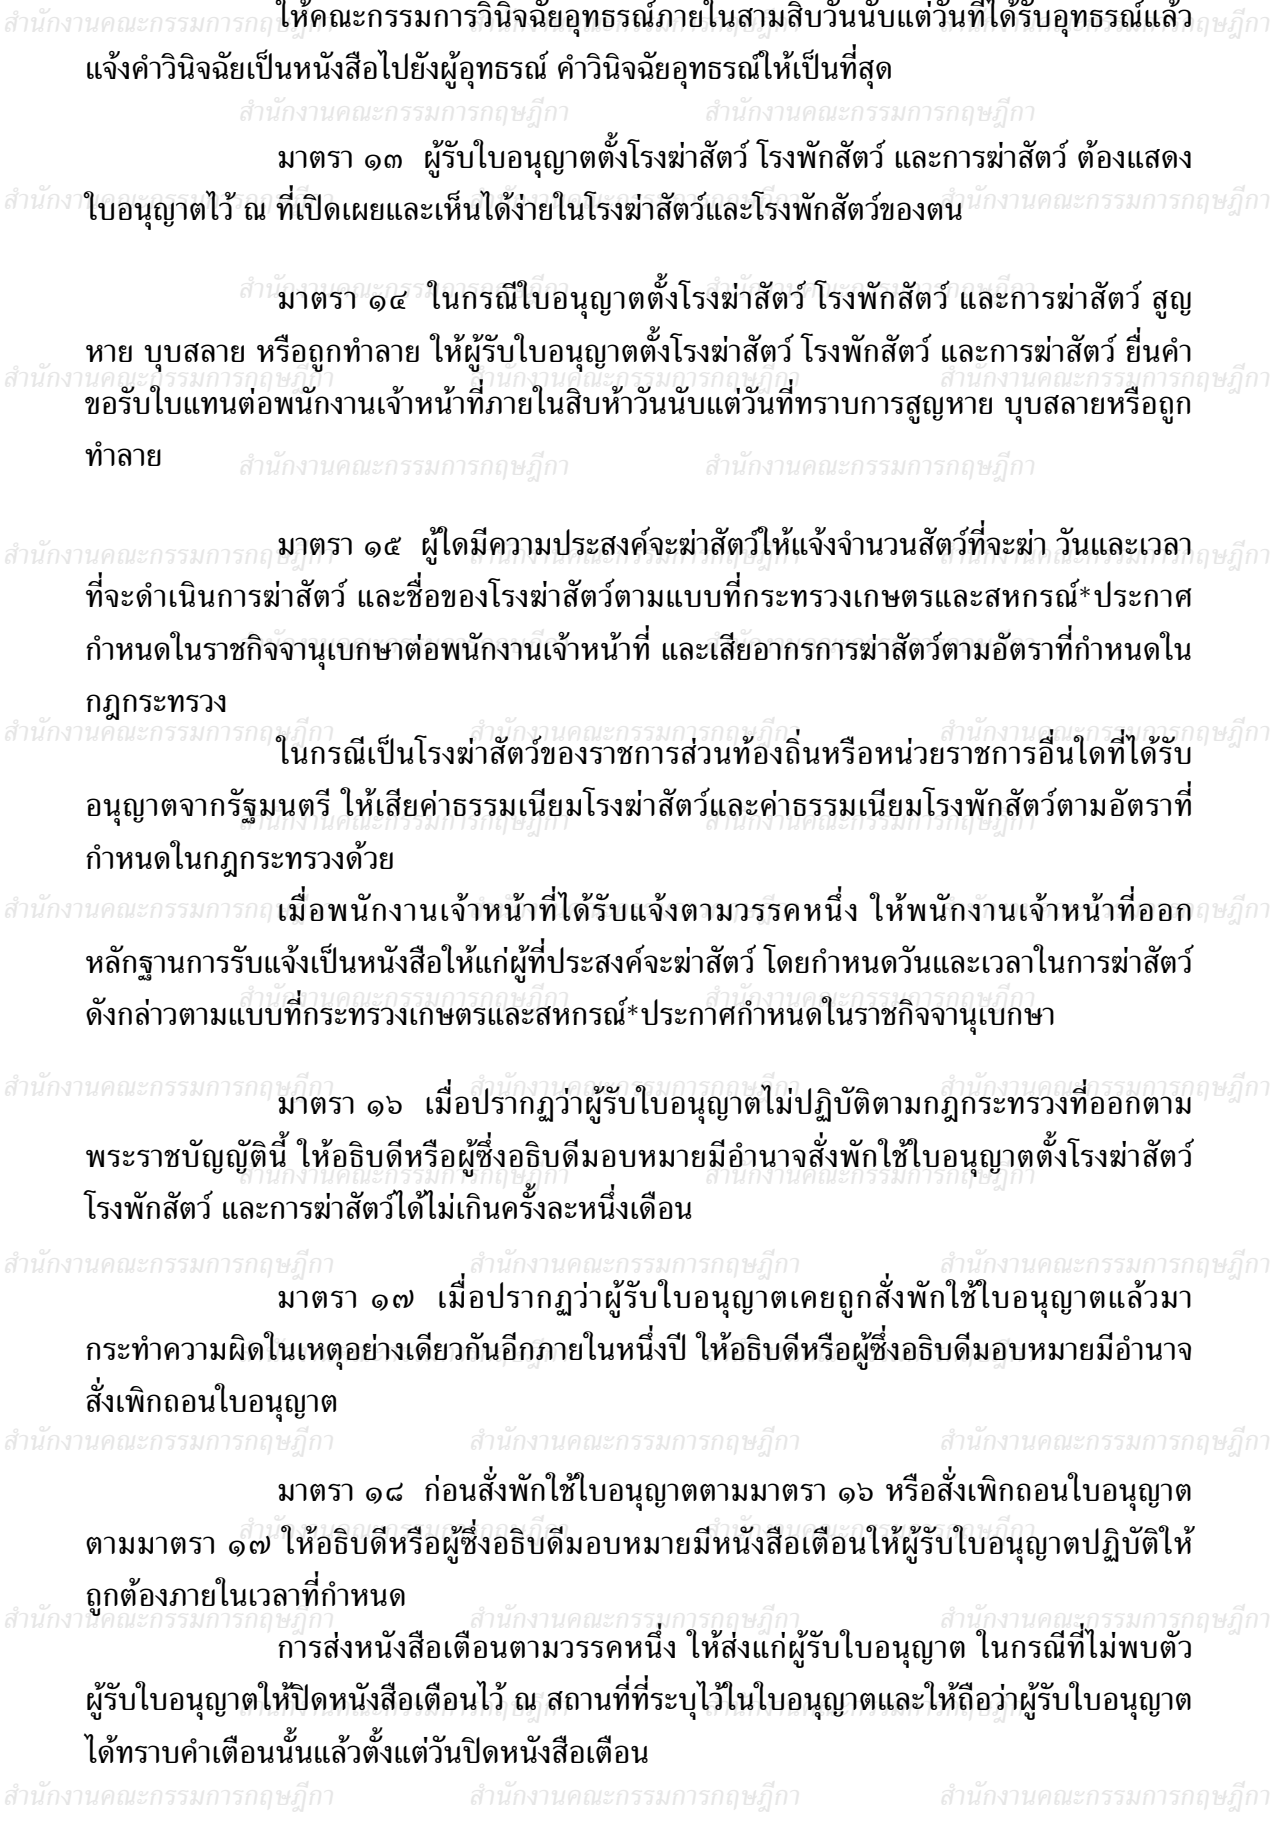 ให้คณะกรรมการวินิจฉัยอุทธรณ์ภายในสามสิบวันนับแต่วันที่ได้รับอุทธรณ์แล้ว
แจ้งคำวินิจฉัยเป็นหนังสือไปยังผู้อุทธรณ์ คำวินิจฉัยอุทธรณ์ให้เป็นที่สุด
มาตรา ๑๓ ผู้รับใบอนุญาตตั้งโรงฆ่าสัตว์ โรงพักสัตว์ และการฆ่าสัตว์ ต้องแสดง
ใบอนุญาตไว้ ณ ที่เปิดเผยและเห็นได้ง่ายในโรงฆ่าสัตว์และโรงพักสัตว์ของตน
มาตรา ๑๔ ในกรณีใบอนุญาตตั้งโรงฆ่าสัตว์ โรงพักสัตว์ และการฆ่าสัตว์ สูญ
หาย บุบสลาย หรือถูกทำลาย ให้ผู้รับใบอนุญาตตั้งโรงฆ่าสัตว์ โรงพักสัตว์ และการฆ่าสัตว์ ยื่นคำ
ขอรับใบแทนต่อพนักงานเจ้าหน้าที่ภายในสิบห้าวันนับแต่วันที่ทราบการสูญหาย บุบสลายหรือถูก
ทำลาย
มาตรา ๑๕ ผู้ใดมีความประสงค์จะฆ่าสัตว์ให้แจ้งจำนวนสัตว์ที่จะฆ่า วันและเวลา
ที่จะดำเนินการฆ่าสัตว์ และชื่อของโรงฆ่าสัตว์ตามแบบที่กระทรวงเกษตรและสหกรณ์*ประกาศ
กำหนดในราชกิจจานุเบกษาต่อพนักงานเจ้าหน้าที่ และเสียอากรการฆ่าสัตว์ตามอัตราที่กำหนดใน
กฎกระทรวง
ในกรณีเป็นโรงฆ่าสัตว์ของราชการส่วนท้องถิ่นหรือหน่วยราชการอื่นใดที่ได้รับ
อนุญาตจากรัฐมนตรี ให้เสียค่าธรรมเนียมโรงฆ่าสัตว์และค่าธรรมเนียมโรงพักสัตว์ตามอัตราที่
กำหนดในกฎกระทรวงด้วย
เมื่อพนักงานเจ้าหน้าที่ได้รับแจ้งตามวรรคหนึ่ง ให้พนักงานเจ้าหน้าที่ออก
หลักฐานการรับแจ้งเป็นหนังสือให้แก่ผู้ที่ประสงค์จะฆ่าสัตว์ โดยกำหนดวันและเวลาในการฆ่าสัตว์
ดังกล่าวตามแบบที่กระทรวงเกษตรและสหกรณ์*ประกาศกำหนดในราชกิจจานุเบกษา
มาตรา ๑๖ เมื่อปรากฏว่าผู้รับใบอนุญาตไม่ปฏิบัติตามกฎกระทรวงที่ออกตาม
พระราชบัญญัตินี้ ให้อธิบดีหรือผู้ซึ่งอธิบดีมอบหมายมีอำนาจสั่งพักใช้ใบอนุญาตตั้งโรงฆ่าสัตว์
โรงพักสัตว์ และการฆ่าสัตว์ได้ไม่เกินครั้งละหนึ่งเดือน
มาตรา ๑๗ เมื่อปรากฏว่าผู้รับใบอนุญาตเคยถูกสั่งพักใช้ใบอนุญาตแล้วมา
กระทำความผิดในเหตุอย่างเดียวกันอีกภายในหนึ่งปี ให้อธิบดีหรือผู้ซึ่งอธิบดีมอบหมายมีอำนาจ
สั่งเพิกถอนใบอนุญาต
มาตรา ๑๘ ก่อนสั่งพักใช้ใบอนุญาตตามมาตรา ๑๖ หรือสั่งเพิกถอนใบอนุญาต
ตามมาตรา ๑๗ ให้อธิบดีหรือผู้ซึ่งอธิบดีมอบหมายมีหนังสือเตือนให้ผู้รับใบอนุญาตปฏิบัติให้
ถูกต้องภายในเวลาที่กำหนด
การส่งหนังสือเตือนตามวรรคหนึ่ง ให้ส่งแก่ผู้รับใบอนุญาต ในกรณีที่ไม่พบตัว
ผู้รับใบอนุญาตให้ปิดหนังสือเตือนไว้ ณ สถานที่ที่ระบุไว้ในใบอนุญาตและให้ถือว่าผู้รับใบอนุญาต
ได้ทราบคำเตือนนั้นแล้วตั้งแต่วันปิดหนังสือเตือน
สำนักงานคณะกรรมการกฤษฎีกา สำนักงานคณะกรรมการกฤษฎีกา สำนักงานคณะกรรมการกฤษฎีกา